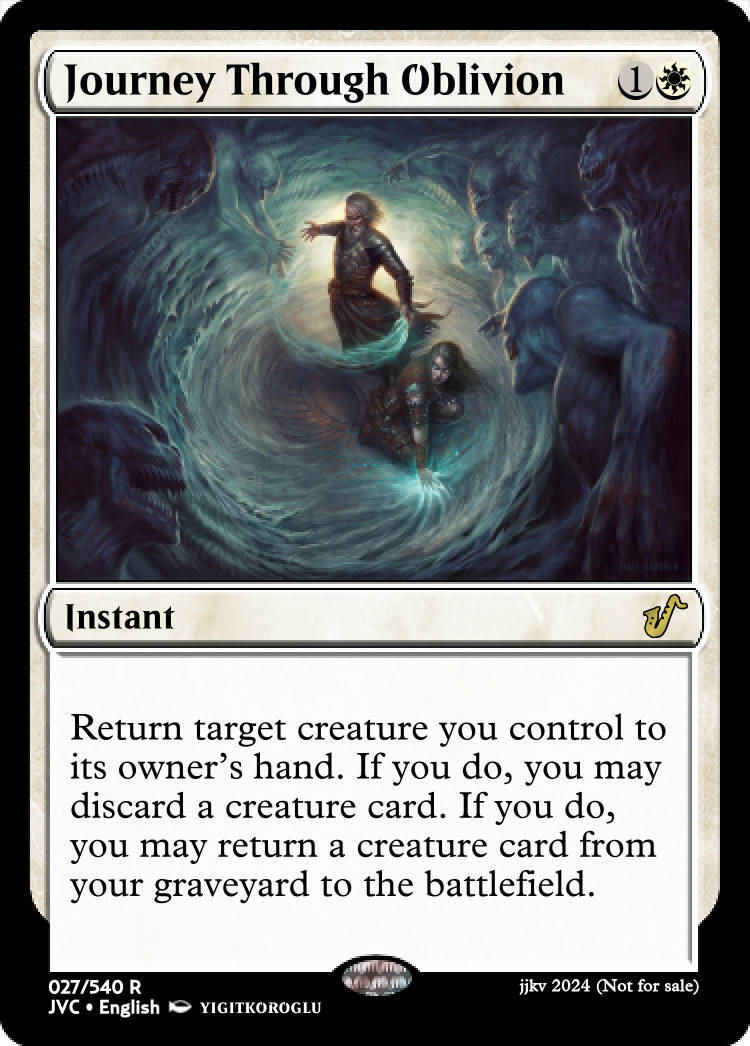 Journey Through Oblivion 1
Instant
Return target creature you control to
its owner's hand. If you do, you may
discard a creature card. If you do,
you may return a creature card from
your graveyard to the battlefield.
027/540 R
JVC • English YIGITKOROGLU
jjkv 2024 (Not for sale)